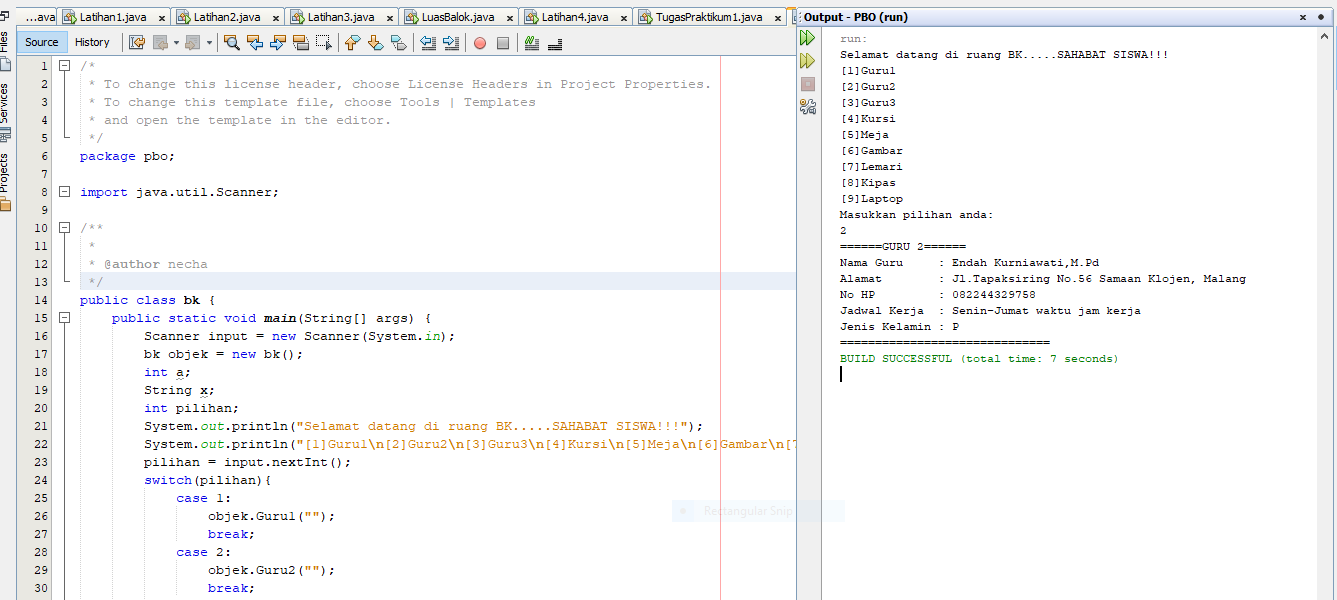 ...ava Latihan1.java Latihan2.java Latihan3.java LuasBalok.java Latihan4.java TugasPraktikum1.java
Source History
Files
Services
Projects
1 /*
2 * To change this license header, choose License Headers in Project Properties.
3 * To change this template file, choose Tools | Templates
4 * and open the template in the editor.
5 */
6 package pbo;
7
8 import java.util.Scanner;
9
10 /**
11 *
12 * @author necha
13 */
14 public class bk {
15 public static void main(String[] args) {
16 Scanner input = new Scanner(System.in);
17 bk objek = new bk();
18 int a;
19 String x;
20 int pilihan;
21 System.out.println("Selamat datang di ruang BK.....SAHABAT SISWA!!!");
22 System.out.println("[1]Guru1\n[2]Guru2\n[3]Guru3\n[4]Kursi\n[5]Meja\n[6]Gambar\n[7
23 pilihan = input.nextInt();
24 switch(pilihan){
25 case 1:
26 objek.Guru1("");
27 break;
28 case 2:
29 objek.Guru2("");
30 break;
Rectangular Snip
Output - PBO (run)
run:
Selamat datang di ruang BK.....SAHABAT SISWA!!!
[1]Guru1
[2]Guru2
[3]Guru3
[4]Kursi
[5]Meja
[6]Gambar
[7]Lemari
[8]Kipas
[9]Laptop
Masukkan pilihan anda:
2
======GURU 2======
Nama Guru : Endah Kurniawati,M.Pd
Alamat : Jl.Tapaksiring No.56 Samaan Klojen, Malang
No HP : 082244329758
Jadwal Kerja : Senin-Jumat waktu jam kerja
Jenis Kelamin : P
==============================
BUILD SUCCESSFUL (total time: 7 seconds)